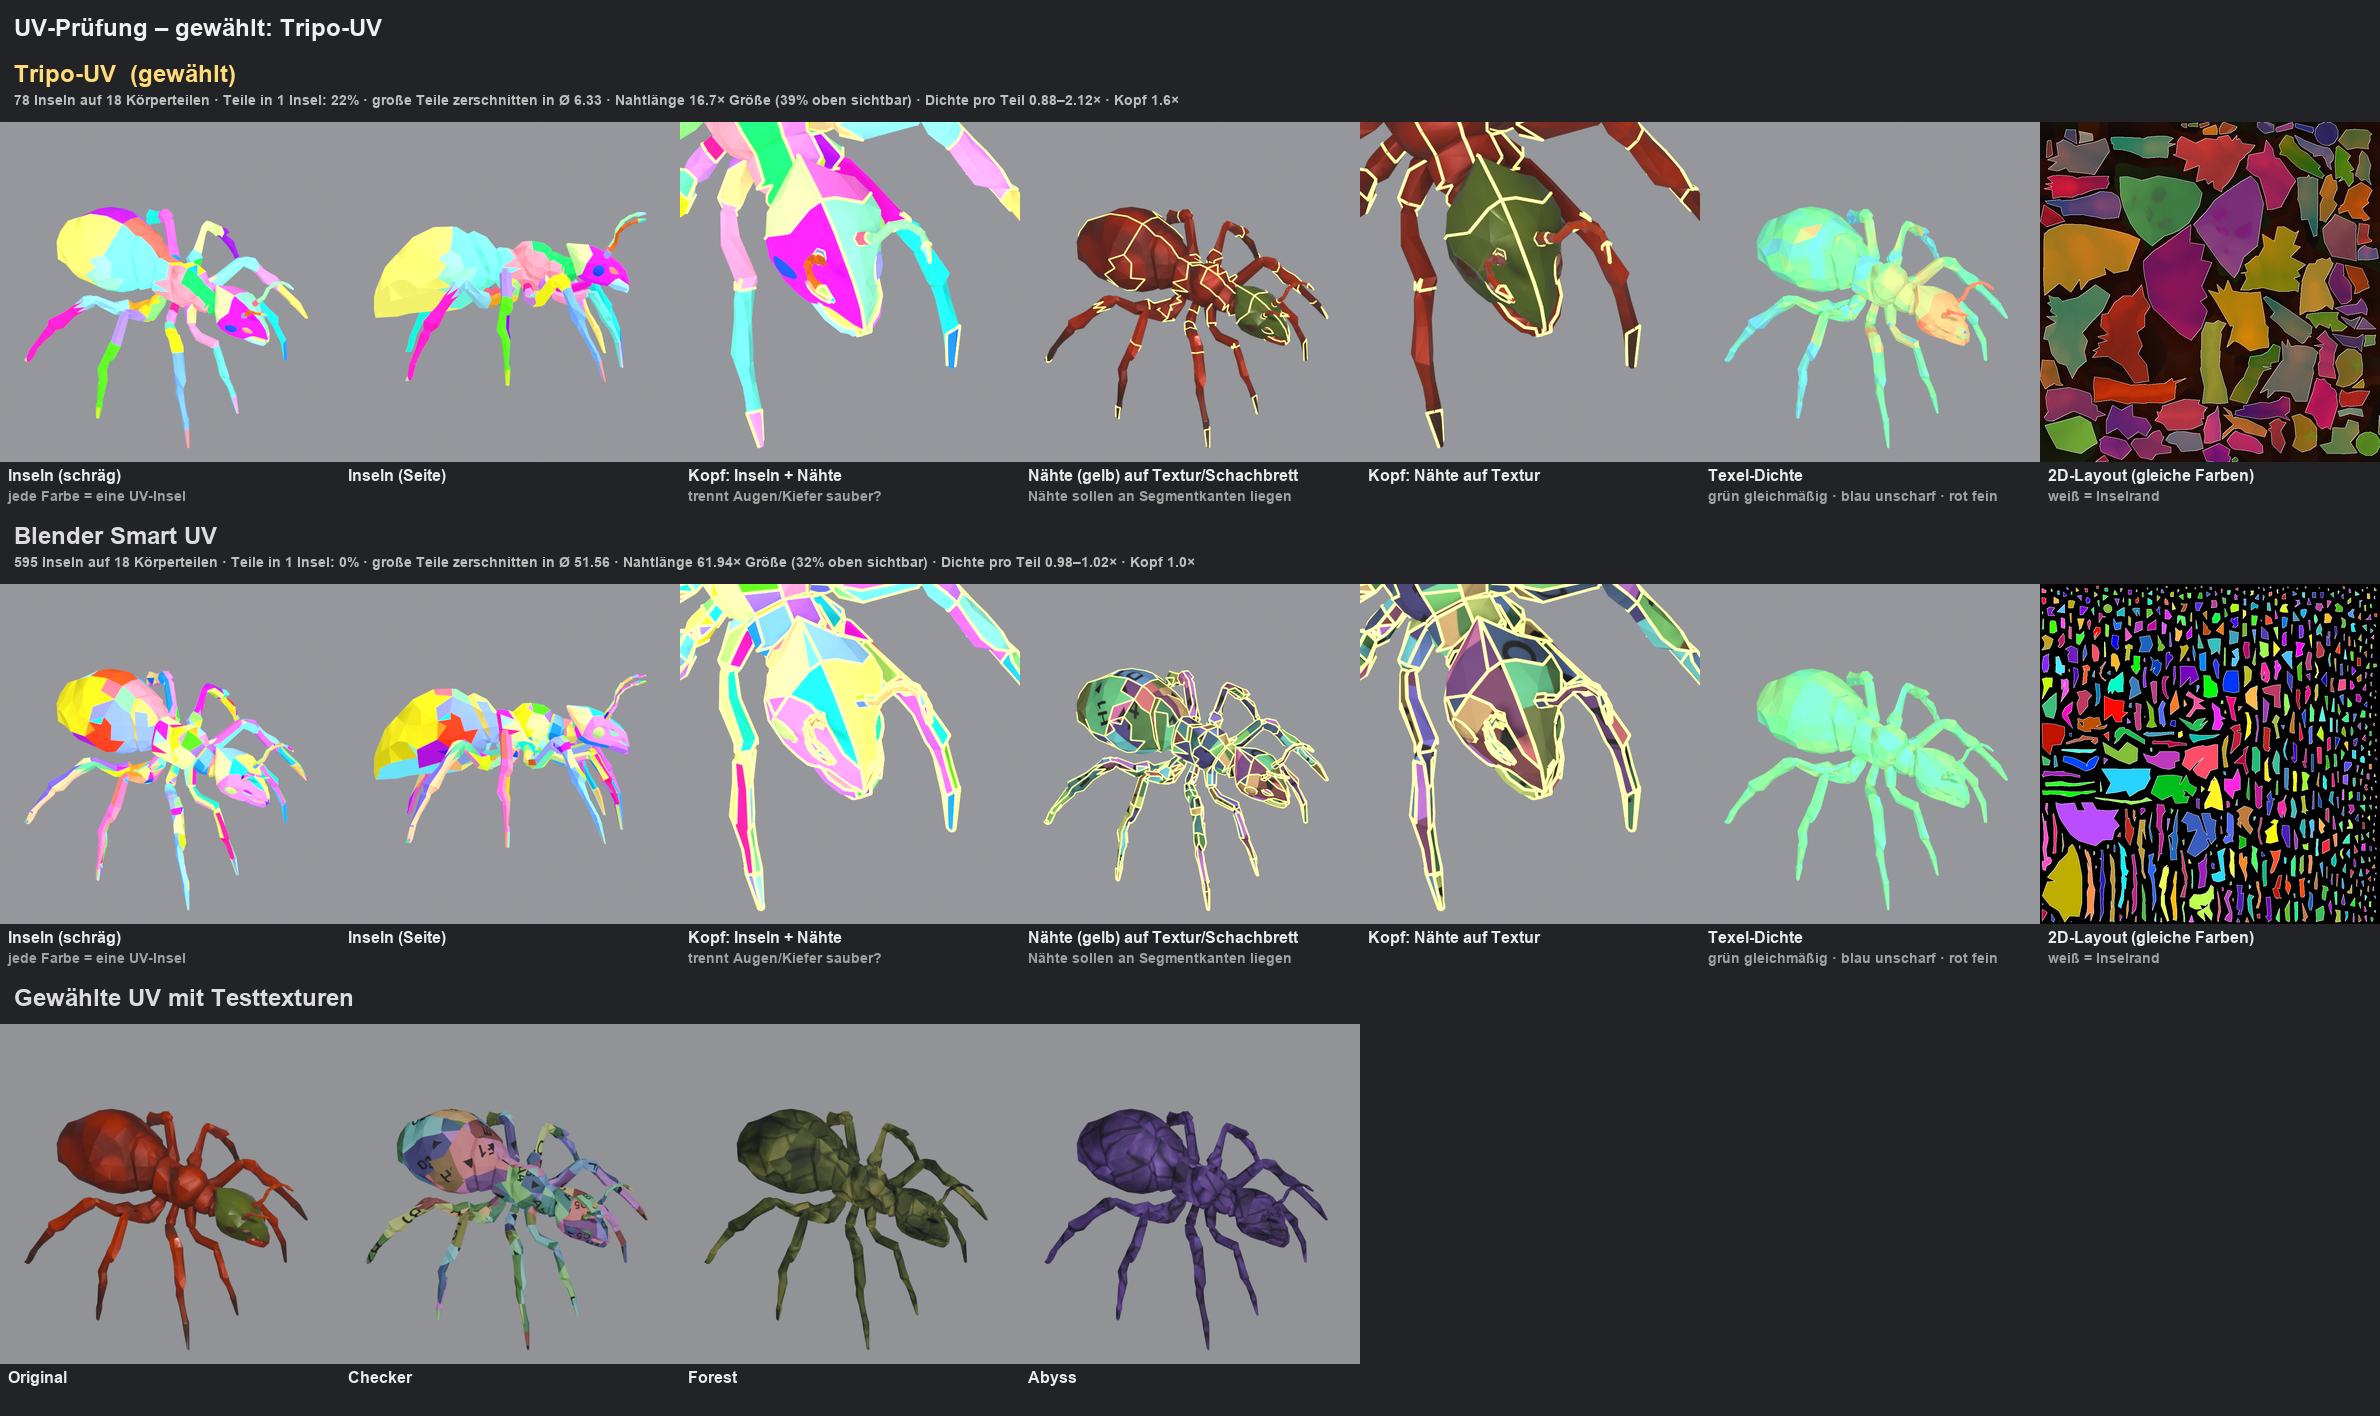 UV-Prüfung – gewählt: Tripo-UV
Tripo-UV (gewählt)
78 Inseln auf 18 Körperteilen · Teile in 1 Insel: 22% · große Teile zerschnitten in Ø 6.33 · Nahtlänge 16.7× Größe (39% oben sichtbar) · Dichte pro Teil 0.88–2.12× · Kopf 1.6×
Inseln (schräg)
jede Farbe = eine UV-Insel
Inseln (Seite)
Kopf: Inseln + Nähte
trennt Augen/Kiefer sauber?
Nähte (gelb) auf Textur/Schachbrett
Nähte sollen an Segmentkanten liegen
Kopf: Nähte auf Textur
Texel-Dichte
grün gleichmäßig · blau unscharf · rot fein
2D-Layout (gleiche Farben)
weiß = Inselrand
Blender Smart UV
595 Inseln auf 18 Körperteilen · Teile in 1 Insel: 0% · große Teile zerschnitten in Ø 51.56 · Nahtlänge 61.94× Größe (32% oben sichtbar) · Dichte pro Teil 0.98–1.02× · Kopf 1.0×
Inseln (schräg)
jede Farbe = eine UV-Insel
Inseln (Seite)
Kopf: Inseln + Nähte
trennt Augen/Kiefer sauber?
Nähte (gelb) auf Textur/Schachbrett
Nähte sollen an Segmentkanten liegen
Kopf: Nähte auf Textur
Texel-Dichte
grün gleichmäßig · blau unscharf · rot fein
2D-Layout (gleiche Farben)
weiß = Inselrand
Gewählte UV mit Testtexturen
Original
Checker
Forest
Abyss